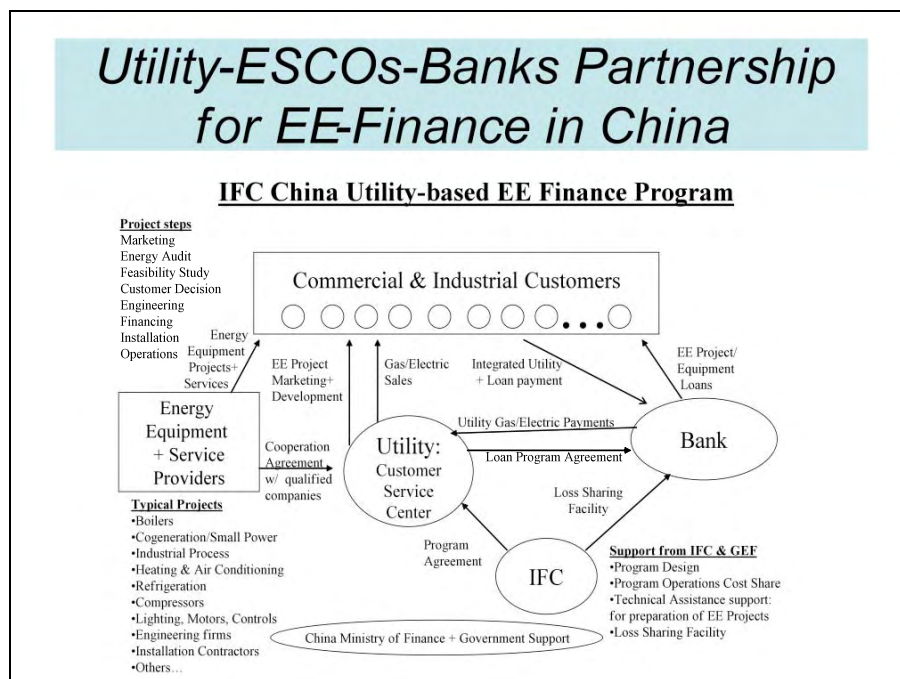 Utility-ESCOs-Banks Partnership
for EE-Finance in China
IFC China Utility-based EE Finance Program
Project steps
Marketing
Energy Audit
Feasibility Study
Customer Decision
Engineering
Financing
Installation
Operations
Commercial & Industrial Customers
Energy
Equipment
Projects+
Services
EE Project
Marketing+
Development
Gas/Electric
Sales
Integrated Utility
+ Loan payment
EE Project/
Equipment
Loans
Energy
Equipment
+ Service
Providers
Cooperation
Agreement
w/ qualified
companies
Utility:
Customer
Service
Center
Utility Gas/Electric Payments
Loan Program Agreement
Bank
Loss Sharing
Facility
Program
Agreement
IFC
Typical Projects
•Boilers
•Cogeneration/Small Power
•Industrial Process
•Heating & Air Conditioning
•Refrigeration
•Compressors
•Lighting, Motors, Controls
•Engineering firms
•Installation Contractors
•Others…
Support from IFC & GEF
•Program Design
•Program Operations Cost Share
•Technical Assistance support:
for preparation of EE Projects
•Loss Sharing Facility
China Ministry of Finance + Government Support